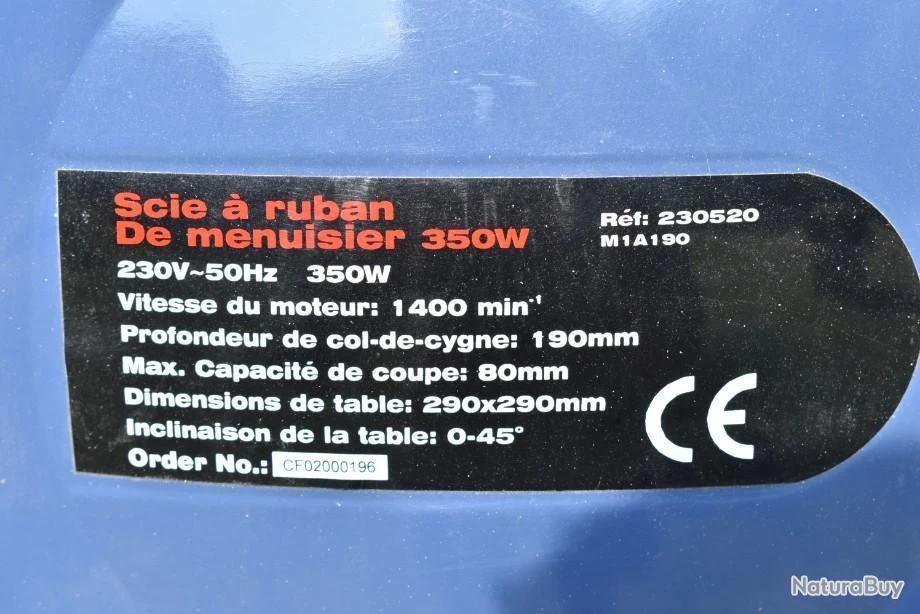 Scie à ruban
De menuisier 350W
Réf: 230520
M1A190
230V~50Hz 350W
Vitesse du moteur: 1400 min⁻¹
Profondeur de col-de-cygne: 190mm
Max. Capacité de coupe: 80mm
Dimensions de table: 290x290mm
Inclinaison de la table: 0-45°
Order No.: CF02000196
CE
NaturaBuy